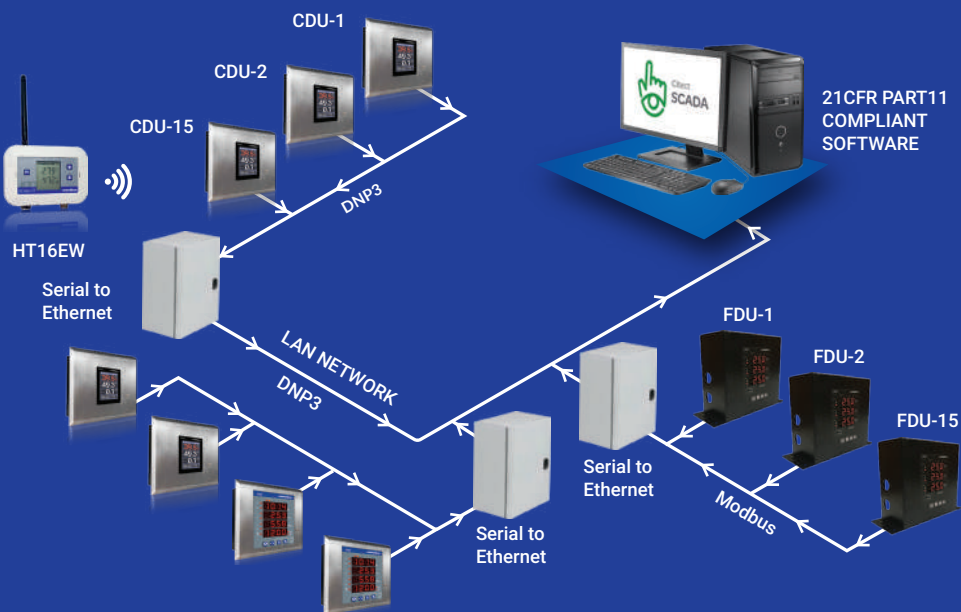 CDU-1
CDU-2
CDU-15
HT16EW
DNP3
Citect
SCADA
21CFR PART11
COMPLIANT
SOFTWARE
Serial to
Ethernet
LAN NETWORK
DNP3
Serial to
Ethernet
Serial to
Ethernet
FDU-1
FDU-2
FDU-15
Modbus